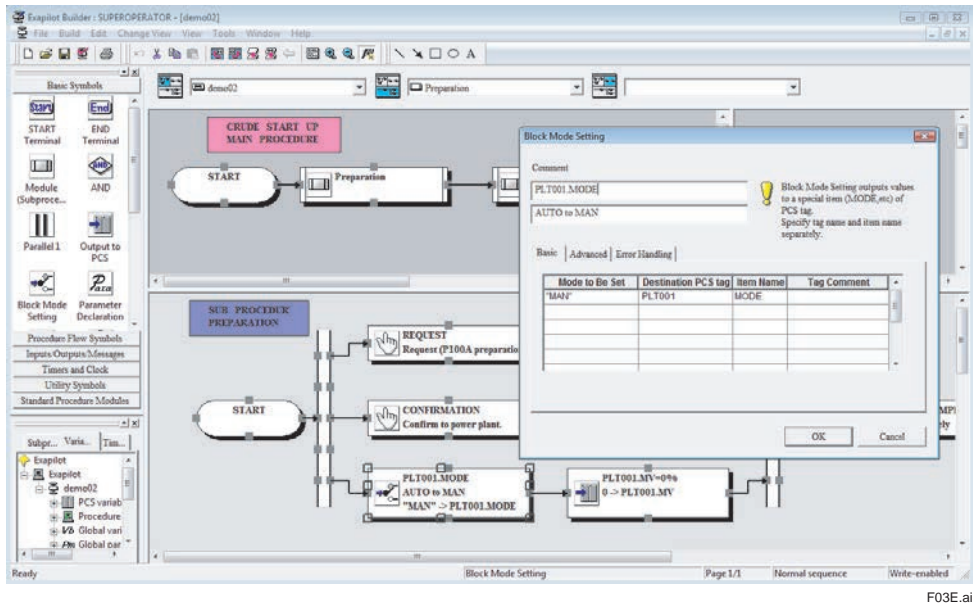 Exapilot Builder : SUPEROPERATOR - [demo02]
File Build Edit Change View View Tools Window Help
Basic Symbols
START Terminal
END Terminal
Module (Subproce...
AND
Parallel 1
Output to PCS
Block Mode Setting
Parameter Declaration
Procedure Flow Symbols
Inputs/Outputs/Messages
Timers and Clock
Utility Symbols
Standard Procedure Modules
Subpr... Varia... Tim...
Exapilot
Exapilot
demo02
PCS variab
Procedure
Global vari
Global par
demo02
Preparation
CRUDE START UP
MAIN PROCEDURE
START
Preparation
SUB PROCEDUR
PREPARATION
START
REQUEST
Request (P100A preparatio
CONFIRMATION
Confirm to power plant.
PLT001.MODE
AUTO to MAN
"MAN" -> PLT001.MODE
PLT001.MV=0%
0 -> PLT001.MV
Block Mode Setting
Comment
PLT001.MODE
AUTO to MAN
Block Mode Setting outputs values
to a special item (MODE,etc) of
PCS tag.
Specify tag name and item name
separately.
Basic Advanced Error Handling
Mode to Be Set Destination PCS tag Item Name Tag Comment
"MAN" PLT001 MODE
OK Cancel
Ready Block Mode Setting Page 1/1 Normal sequence Write-enabled
F03E.ai